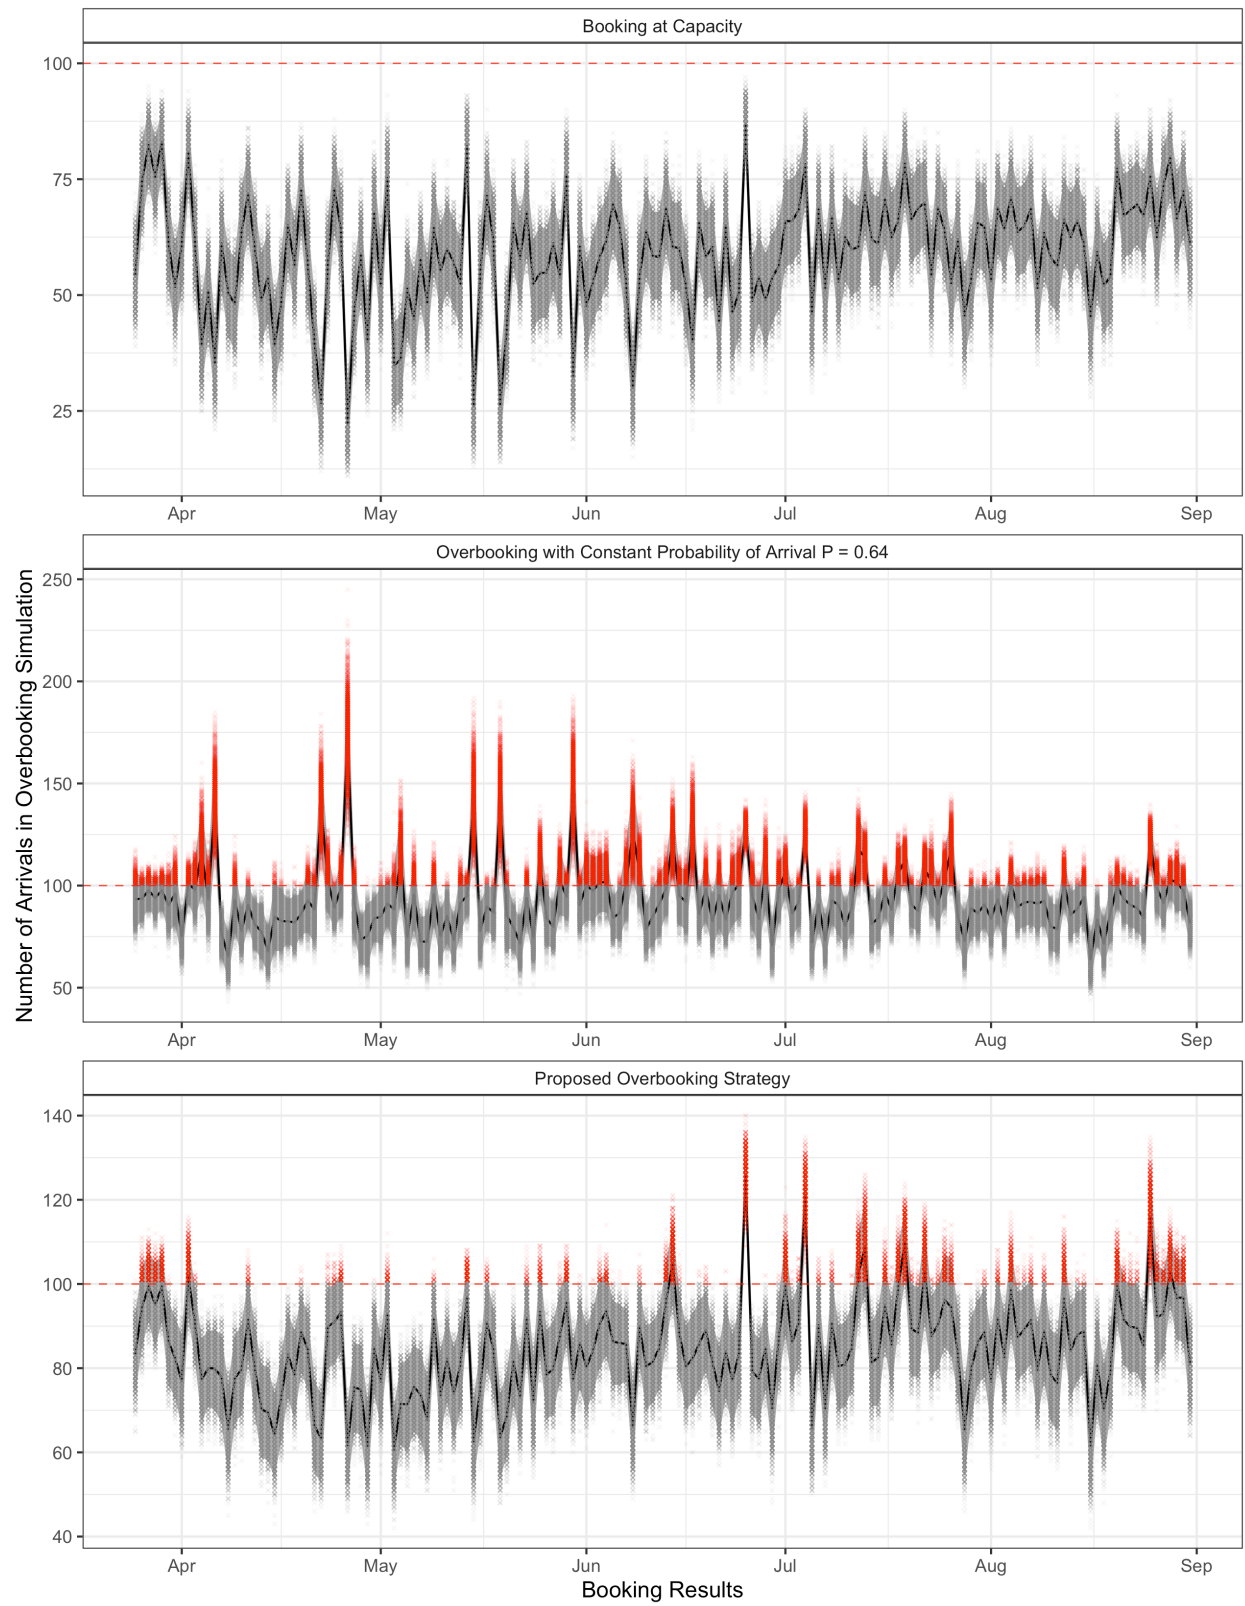 Booking at Capacity
100
75
50
25
Apr May Jun Jul Aug Sep
Overbooking with Constant Probability of Arrival P = 0.64
250
200
150
100
50
Apr May Jun Jul Aug Sep
Proposed Overbooking Strategy
140
120
100
80
60
40
Apr May Jun Jul Aug Sep
Number of Arrivals in Overbooking Simulation
Booking Results